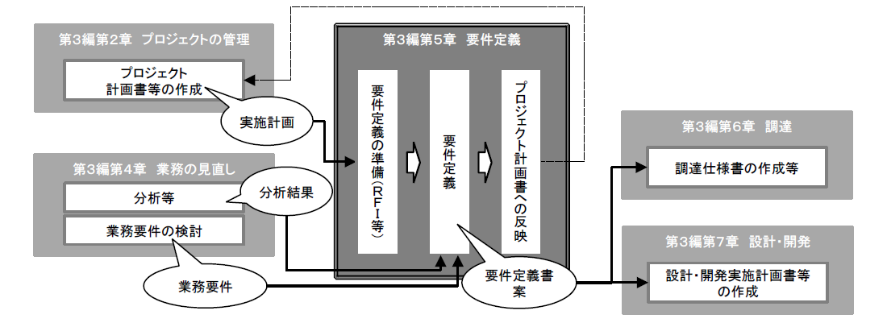 第3編第2章 プロジェクトの管理
プロジェクト
計画書等の作成
実施計画
第3編第4章 業務の見直し
分析等
業務要件の検討
分析結果
業務要件
第3編第5章 要件定義
要件定義の準備(RFI等)
要件定義
プロジェクト計画書への反映
要件定義書
案
第3編第6章 調達
調達仕様書の作成等
第3編第7章 設計・開発
設計・開発実施計画書等
の作成